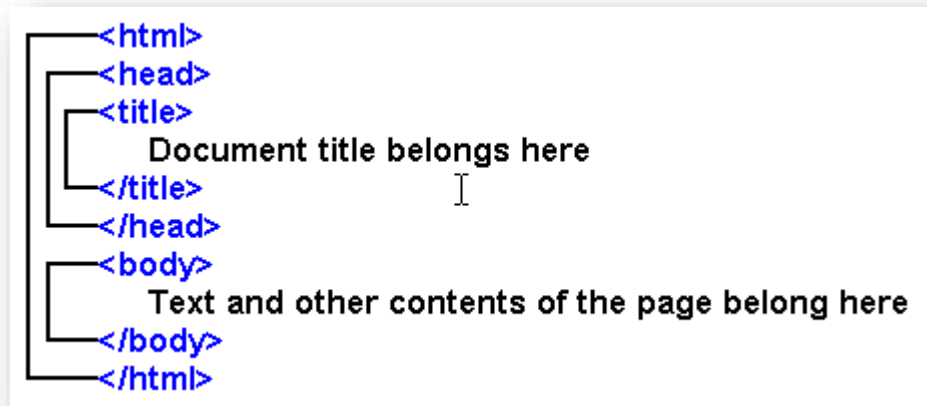 <html>
<head>
<title>
Document title belongs here
</title>
</head>
<body>
Text and other contents of the page belong here
</body>
</html>